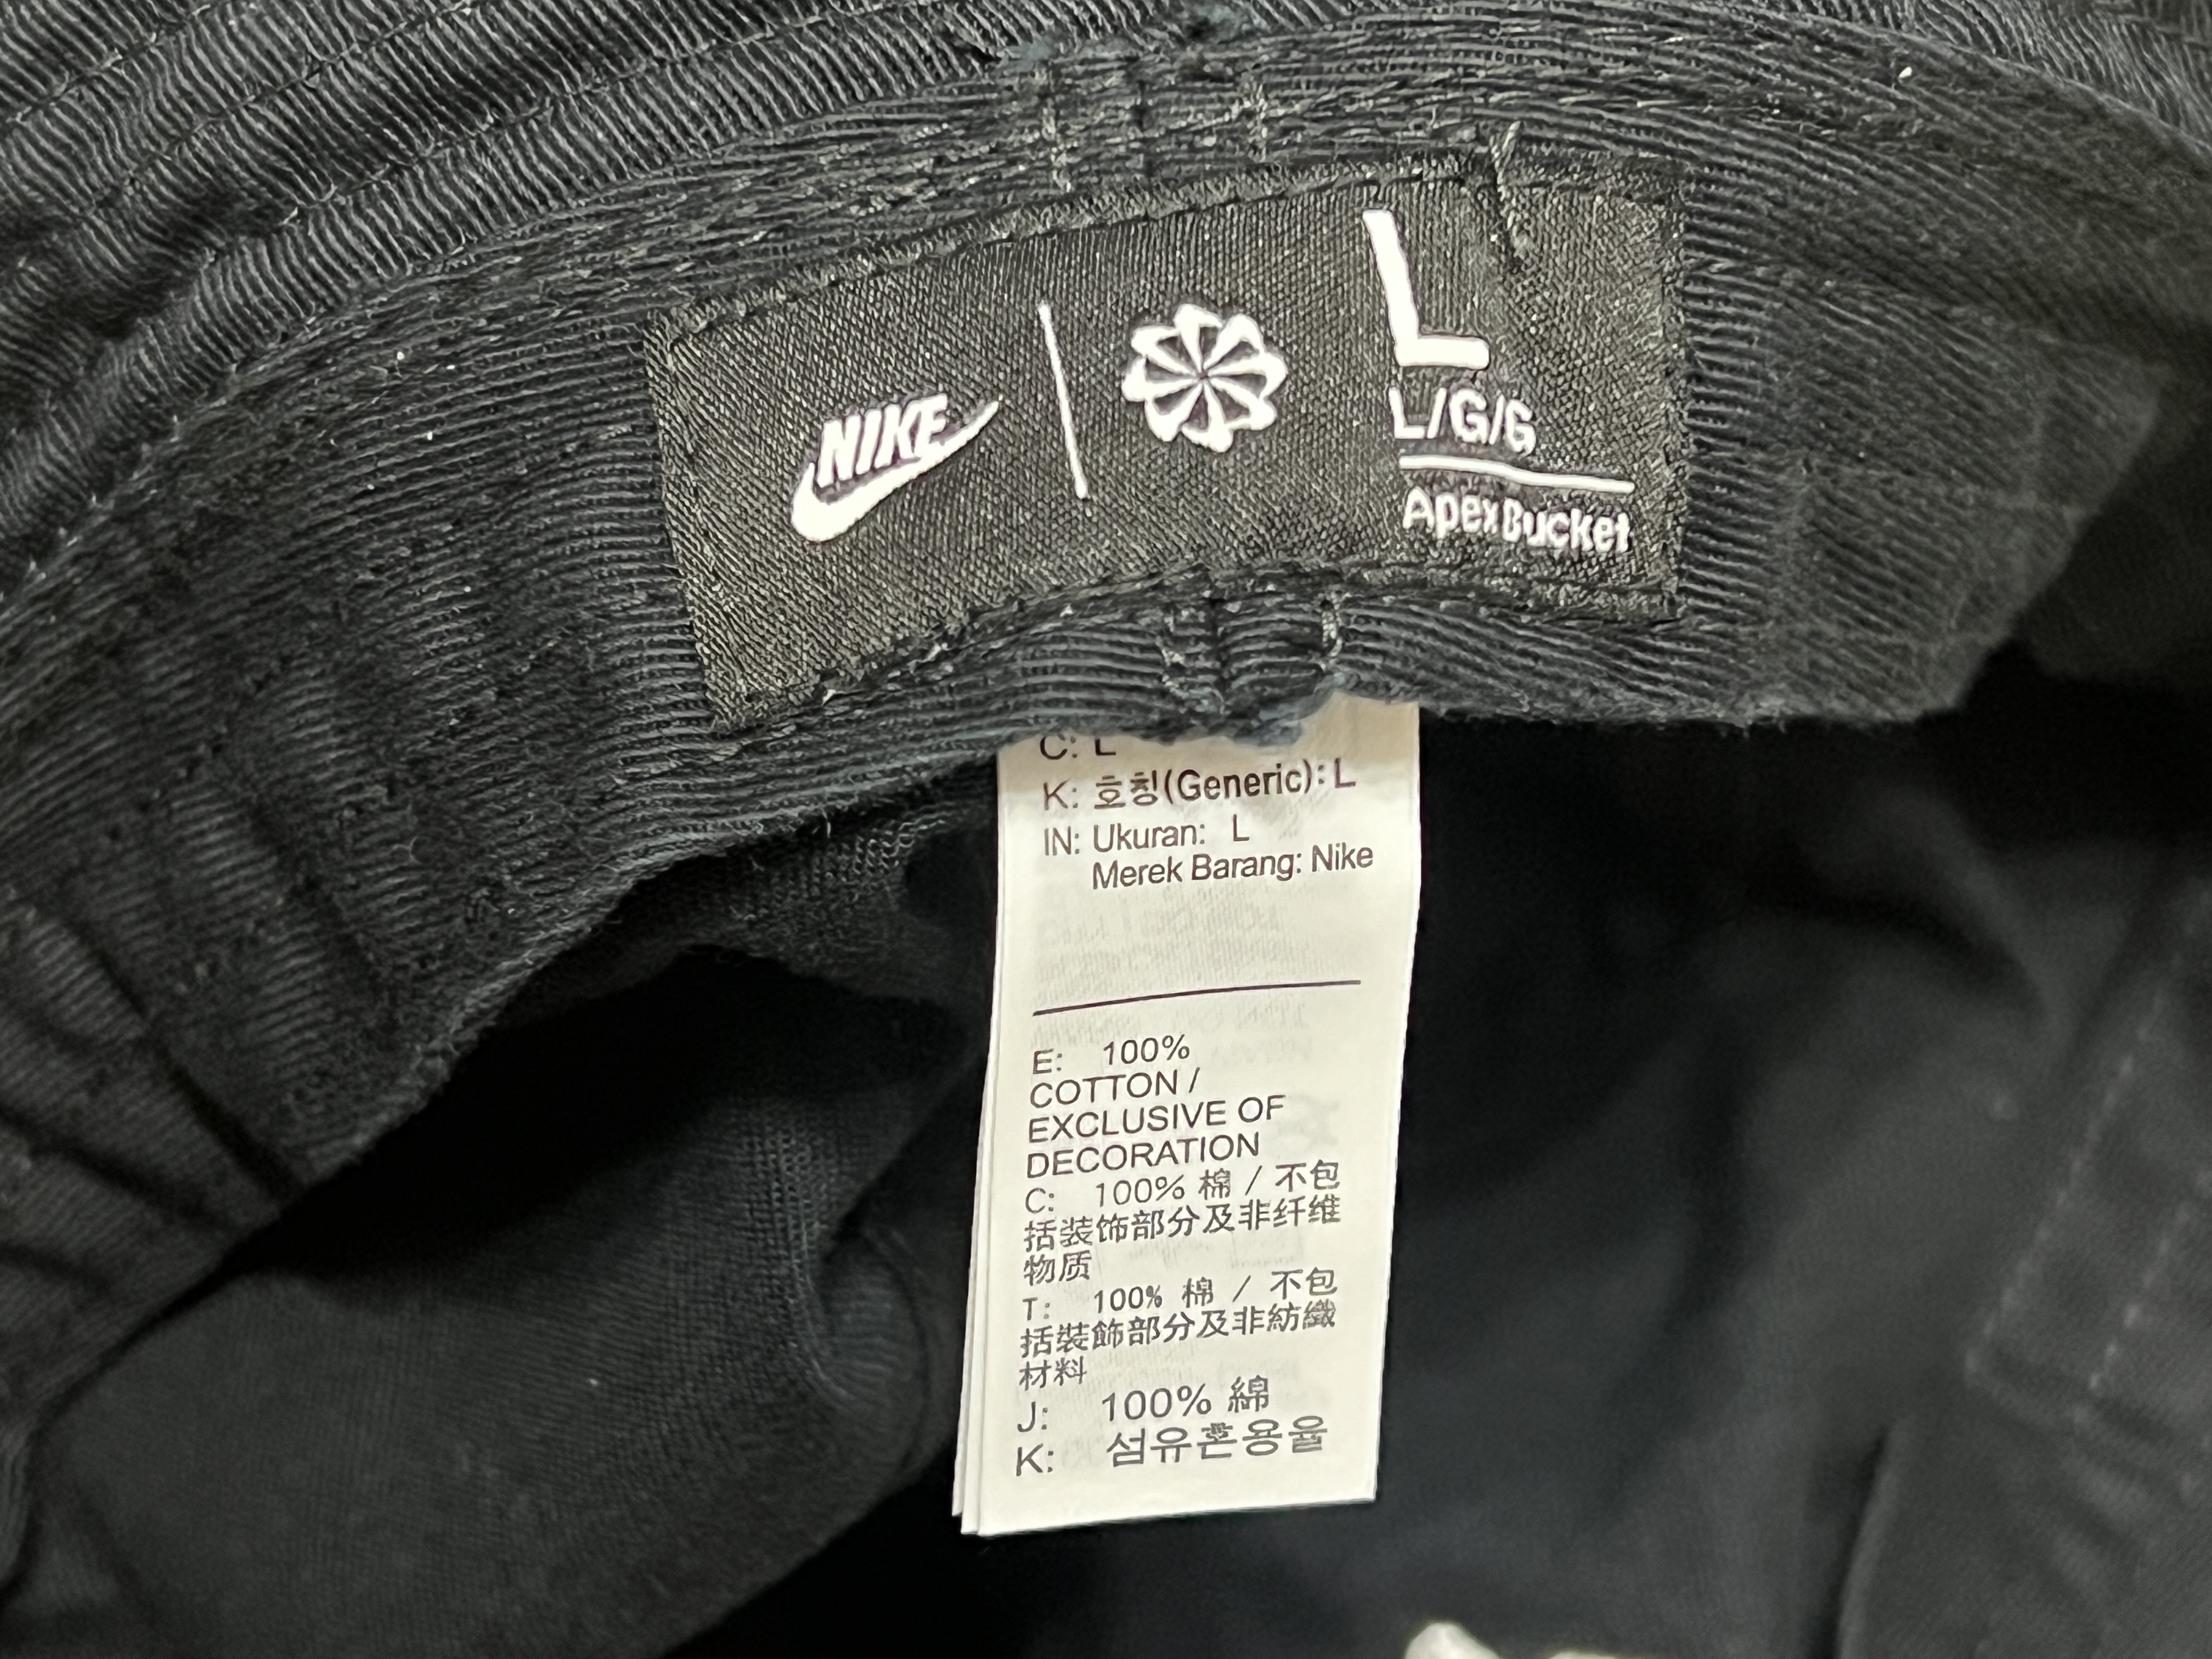 NIKE
L
L/G/G
Apex Bucket
C: L
K: 호칭(Generic): L
IN: Ukuran: L
Merek Barang: Nike
E: 100%
COTTON /
EXCLUSIVE OF
DECORATION
C: 100% 棉 / 不包
括装饰部分及非纤维
物质
T: 100% 棉 / 不包
括裝飾部分及非紡織
材料
J: 100% 綿
K: 섬유혼용율